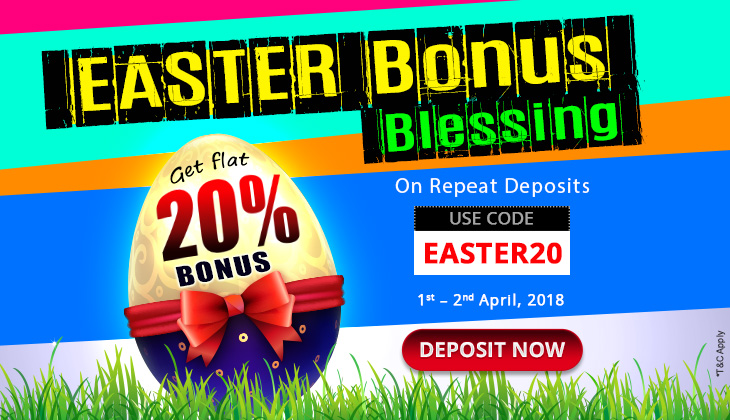 EASTER Bonus
Blessing
Get flat
20%
BONUS
On Repeat Deposits
USE CODE
EASTER20
1st – 2nd April, 2018
DEPOSIT NOW
*T&C Apply